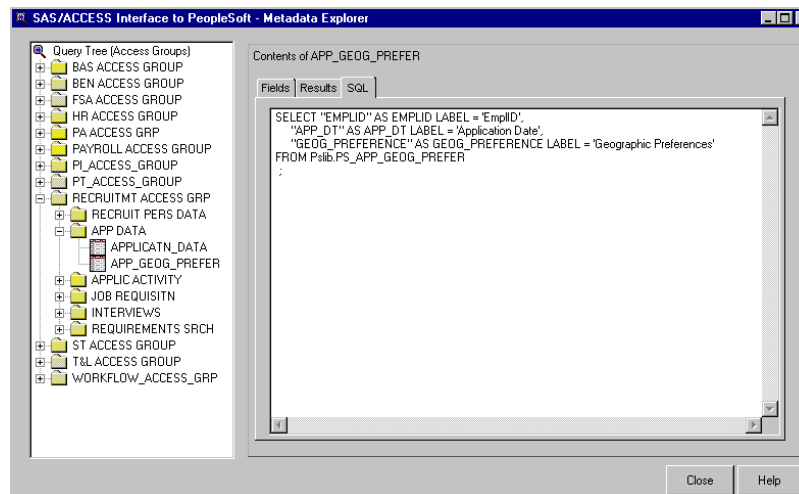 SAS/ACCESS Interface to PeopleSoft - Metadata Explorer
Query Tree (Access Groups)
BAS ACCESS GROUP
BEN ACCESS GROUP
FSA ACCESS GROUP
HR ACCESS GROUP
PA ACCESS GRP
PAYROLL ACCESS GROUP
PI_ACCESS_GROUP
PT_ACCESS_GROUP
RECRUITMT ACCESS GRP
RECRUIT PERS DATA
APP DATA
APPLICATN_DATA
APP_GEOG_PREFER
APPLIC ACTIVITY
JOB REQUISITN
INTERVIEWS
REQUIREMENTS SRCH
ST ACCESS GROUP
T&L ACCESS GROUP
WORKFLOW_ACCESS_GRP
Contents of APP_GEOG_PREFER
Fields Results SQL
SELECT "EMPLID" AS EMPLID LABEL = 'EmplID',
"APP_DT" AS APP_DT LABEL = 'Application Date',
"GEOG_PREFERENCE" AS GEOG_PREFERENCE LABEL = 'Geographic Preferences'
FROM Pslib.PS_APP_GEOG_PREFER
;
Close Help